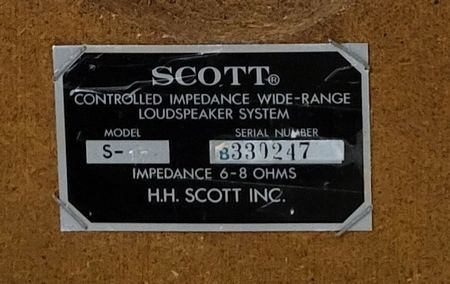 SCOTT®
CONTROLLED IMPEDANCE WIDE-RANGE
LOUDSPEAKER SYSTEM
MODEL SERIAL NUMBER
S- 330247
IMPEDANCE 6-8 OHMS
H.H. SCOTT INC.